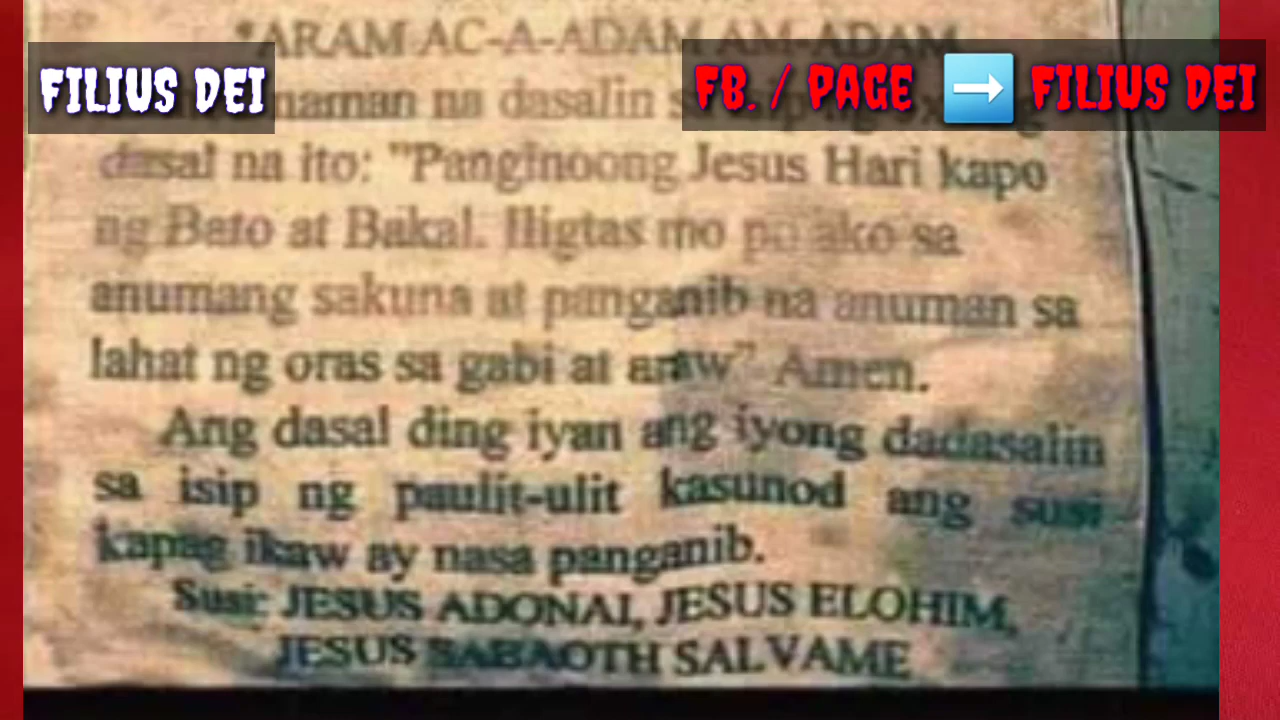 "ARAM AC-A-ADAM AM-ADAM
FILIUS DEI
FB. / PAGE ➡ FILIUS DEI
naman na dasalin
dasal na ito: "Panginoong Jesus Hari kapo
ng Bato at Bakal. Iligtas mo po ako sa
anumang sakuna at panganib na anuman sa
lahat ng oras sa gabi at araw" Amen.
Ang dasal ding iyan ang iyong dadasalin
sa isip ng paulit-ulit kasunod ang susi
kapag ikaw ay nasa panganib.
Susi: JESUS ADONAI, JESUS ELOHIM,
JESUS SABAOTH SALVAME